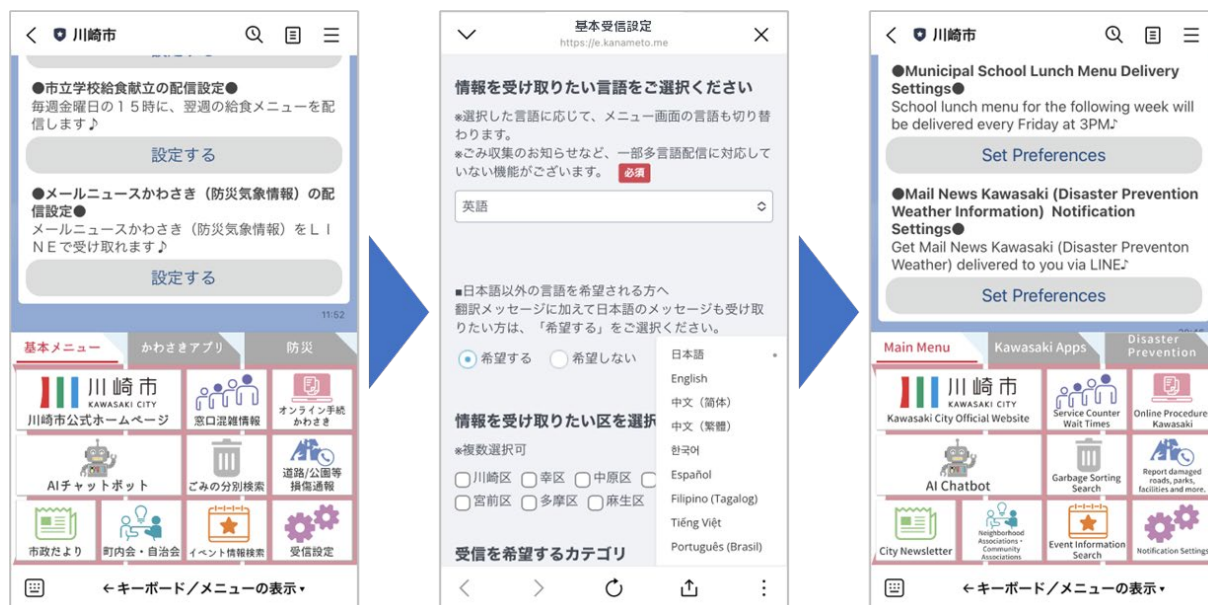 川崎市
●市立学校給食献立の配信設定●
毎週金曜日の15時に、翌週の給食メニューを配
信します♪
設定する
●メールニュースかわさき（防災気象情報）の配
信設定●
メールニュースかわさき（防災気象情報）をLI
NEで受け取れます♪
設定する
11:52
基本メニュー
かわさきアプリ
防災
川崎市
KAWASAKI CITY
川崎市公式ホームページ
窓口混雑情報
オンライン手続
かわさき
AIチャットボット
ごみの分別検索
道路/公園等
損傷通報
市政だより
町内会・自治会
イベント情報検索
受信設定
←キーボード/メニューの表示▾
基本受信設定
https://e.kanameto.me
情報を受け取りたい言語をご選択ください
※選択した言語に応じて、メニュー画面の言語も切り替
わります。
※ごみ収集のお知らせなど、一部多言語配信に対応して
いない機能がございます。 必須
英語
■日本語以外の言語を希望される方へ
翻訳メッセージに加えて日本語のメッセージも受け取
りたい方は、「希望する」をご選択ください。
希望する 希望しない
日本語
English
中文（简体）
中文（繁體）
한국어
Español
Filipino (Tagalog)
Tiếng Việt
Português (Brasil)
情報を受け取りたい区を選択
※複数選択可
川崎区 幸区 中原区
宮前区 多摩区 麻生区
受信を希望するカテゴリ
川崎市
●Municipal School Lunch Menu Delivery
Settings●
School lunch menu for the following week will
be delivered every Friday at 3PM♪
Set Preferences
●Mail News Kawasaki (Disaster Prevention
Weather Information) Notification
Settings●
Get Mail News Kawasaki (Disaster Preventon
Weather) delivered to you via LINE♪
Set Preferences
Main Menu
Kawasaki Apps
Disaster
Prevention
川崎市
KAWASAKI CITY
Kawasaki City Official Website
Service Counter
Wait Times
Online Procedure
Kawasaki
AI Chatbot
Garbage Sorting
Search
Report damaged
roads, parks,
facilities and more.
City Newsletter
Neighborhood
Associations・
Community
Associations
Event Information
Search
Notification Settings
←キーボード/メニューの表示▾